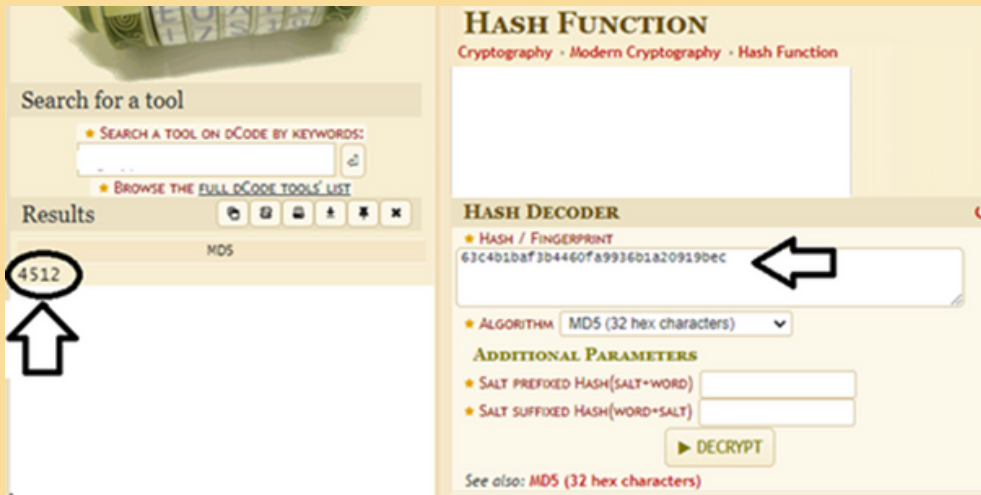 HASH FUNCTION
Cryptography • Modern Cryptography • Hash Function
Search for a tool
★ SEARCH A TOOL ON DCODE BY KEYWORDS:
★ BROWSE THE FULL DCODE TOOLS' LIST
Results
MD5
4512
HASH DECODER
★ HASH / FINGERPRINT
63c4b1baf3b4460fa9936b1a20919bec
★ ALGORITHM MD5 (32 hex characters)
ADDITIONAL PARAMETERS
★ SALT PREFIXED HASH(SALT+WORD)
★ SALT SUFFIXED HASH(WORD+SALT)
► DECRYPT
See also: MD5 (32 hex characters)